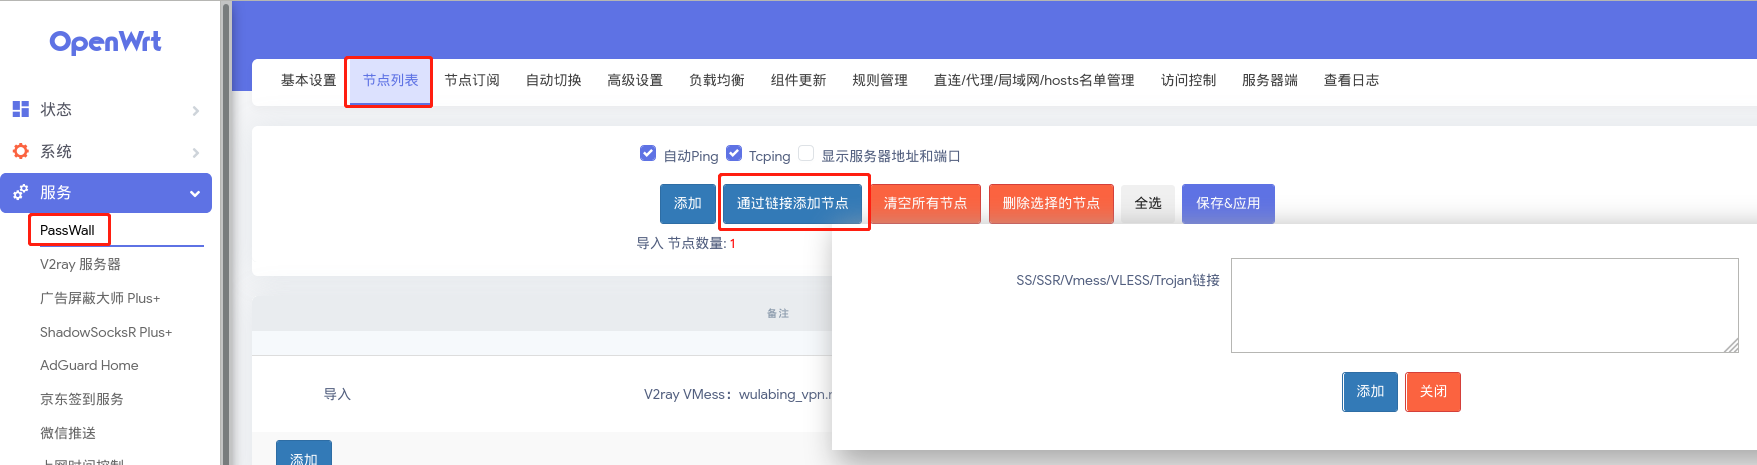 OpenWrt
状态
系统
服务
PassWall
V2ray 服务器
广告屏蔽大师 Plus+
ShadowSocksR Plus+
AdGuard Home
京东签到服务
微信推送
上网时间控制
基本设置 节点列表 节点订阅 自动切换 高级设置 负载均衡 组件更新 规则管理 直连/代理/局域网/hosts名单管理 访问控制 服务器端 查看日志
自动Ping Tcping 显示服务器地址和端口
添加 通过链接添加节点 清空所有节点 删除选择的节点 全选 保存&应用
导入 节点数量: 1
SS/SSR/Vmess/VLESS/Trojan链接
添加 关闭
备注
导入 V2ray VMess：wulabing_vpn.r
添加